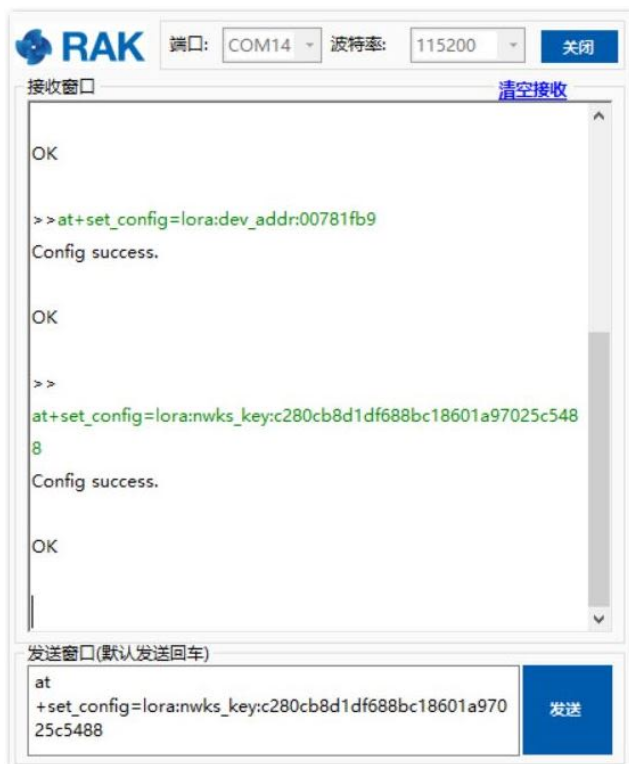 RAK 端口: COM14 波特率: 115200 关闭
接收窗口 清空接收
OK
>>at+set_config=lora:dev_addr:00781fb9
Config success.
OK
>>
at+set_config=lora:nwks_key:c280cb8d1df688bc18601a97025c548
8
Config success.
OK
发送窗口(默认发送回车)
at
+set_config=lora:nwks_key:c280cb8d1df688bc18601a970
25c5488
发送